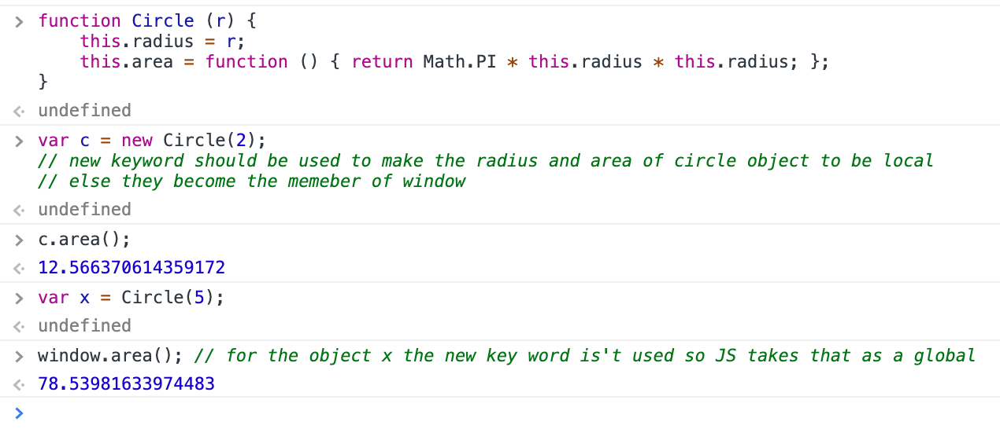 > function Circle (r) {
    this.radius = r;
    this.area = function () { return Math.PI * this.radius * this.radius; };
}
undefined
> var c = new Circle(2);
// new keyword should be used to make the radius and area of circle object to be local
// else they become the memeber of window
undefined
> c.area();
12.566370614359172
> var x = Circle(5);
undefined
> window.area(); // for the object x the new key word is't used so JS takes that as a global
78.53981633974483
>